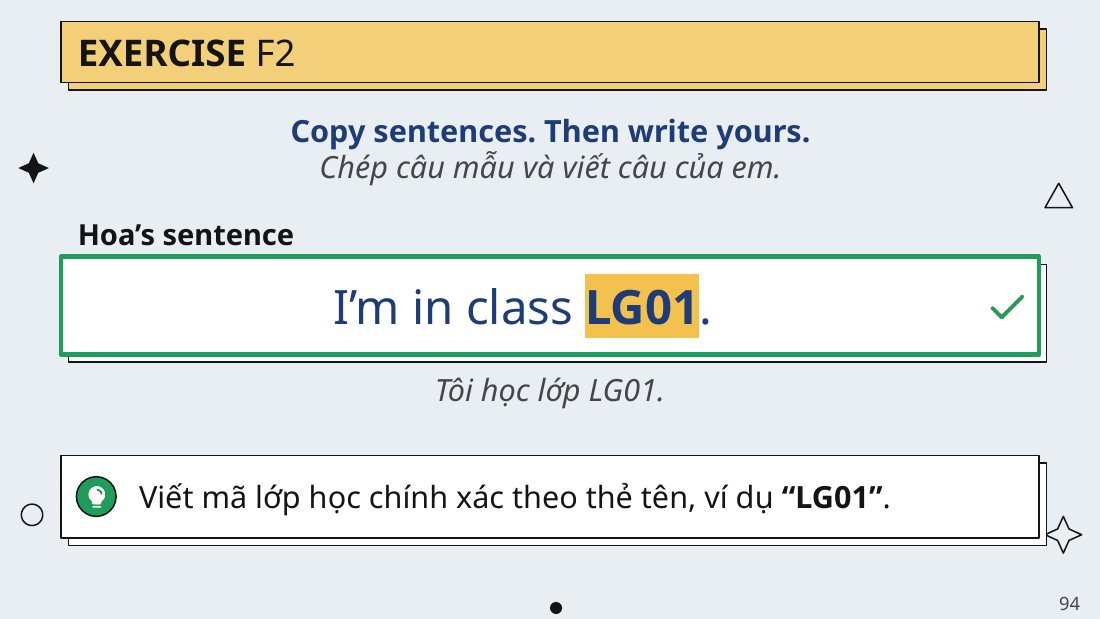 EXERCISE F2
Copy sentences. Then write yours.
Chép câu mẫu và viết câu của em.
Hoa’s sentence
I’m in class LG01.
Tôi học lớp LG01.
Viết mã lớp học chính xác theo thẻ tên, ví dụ “LG01”.
94